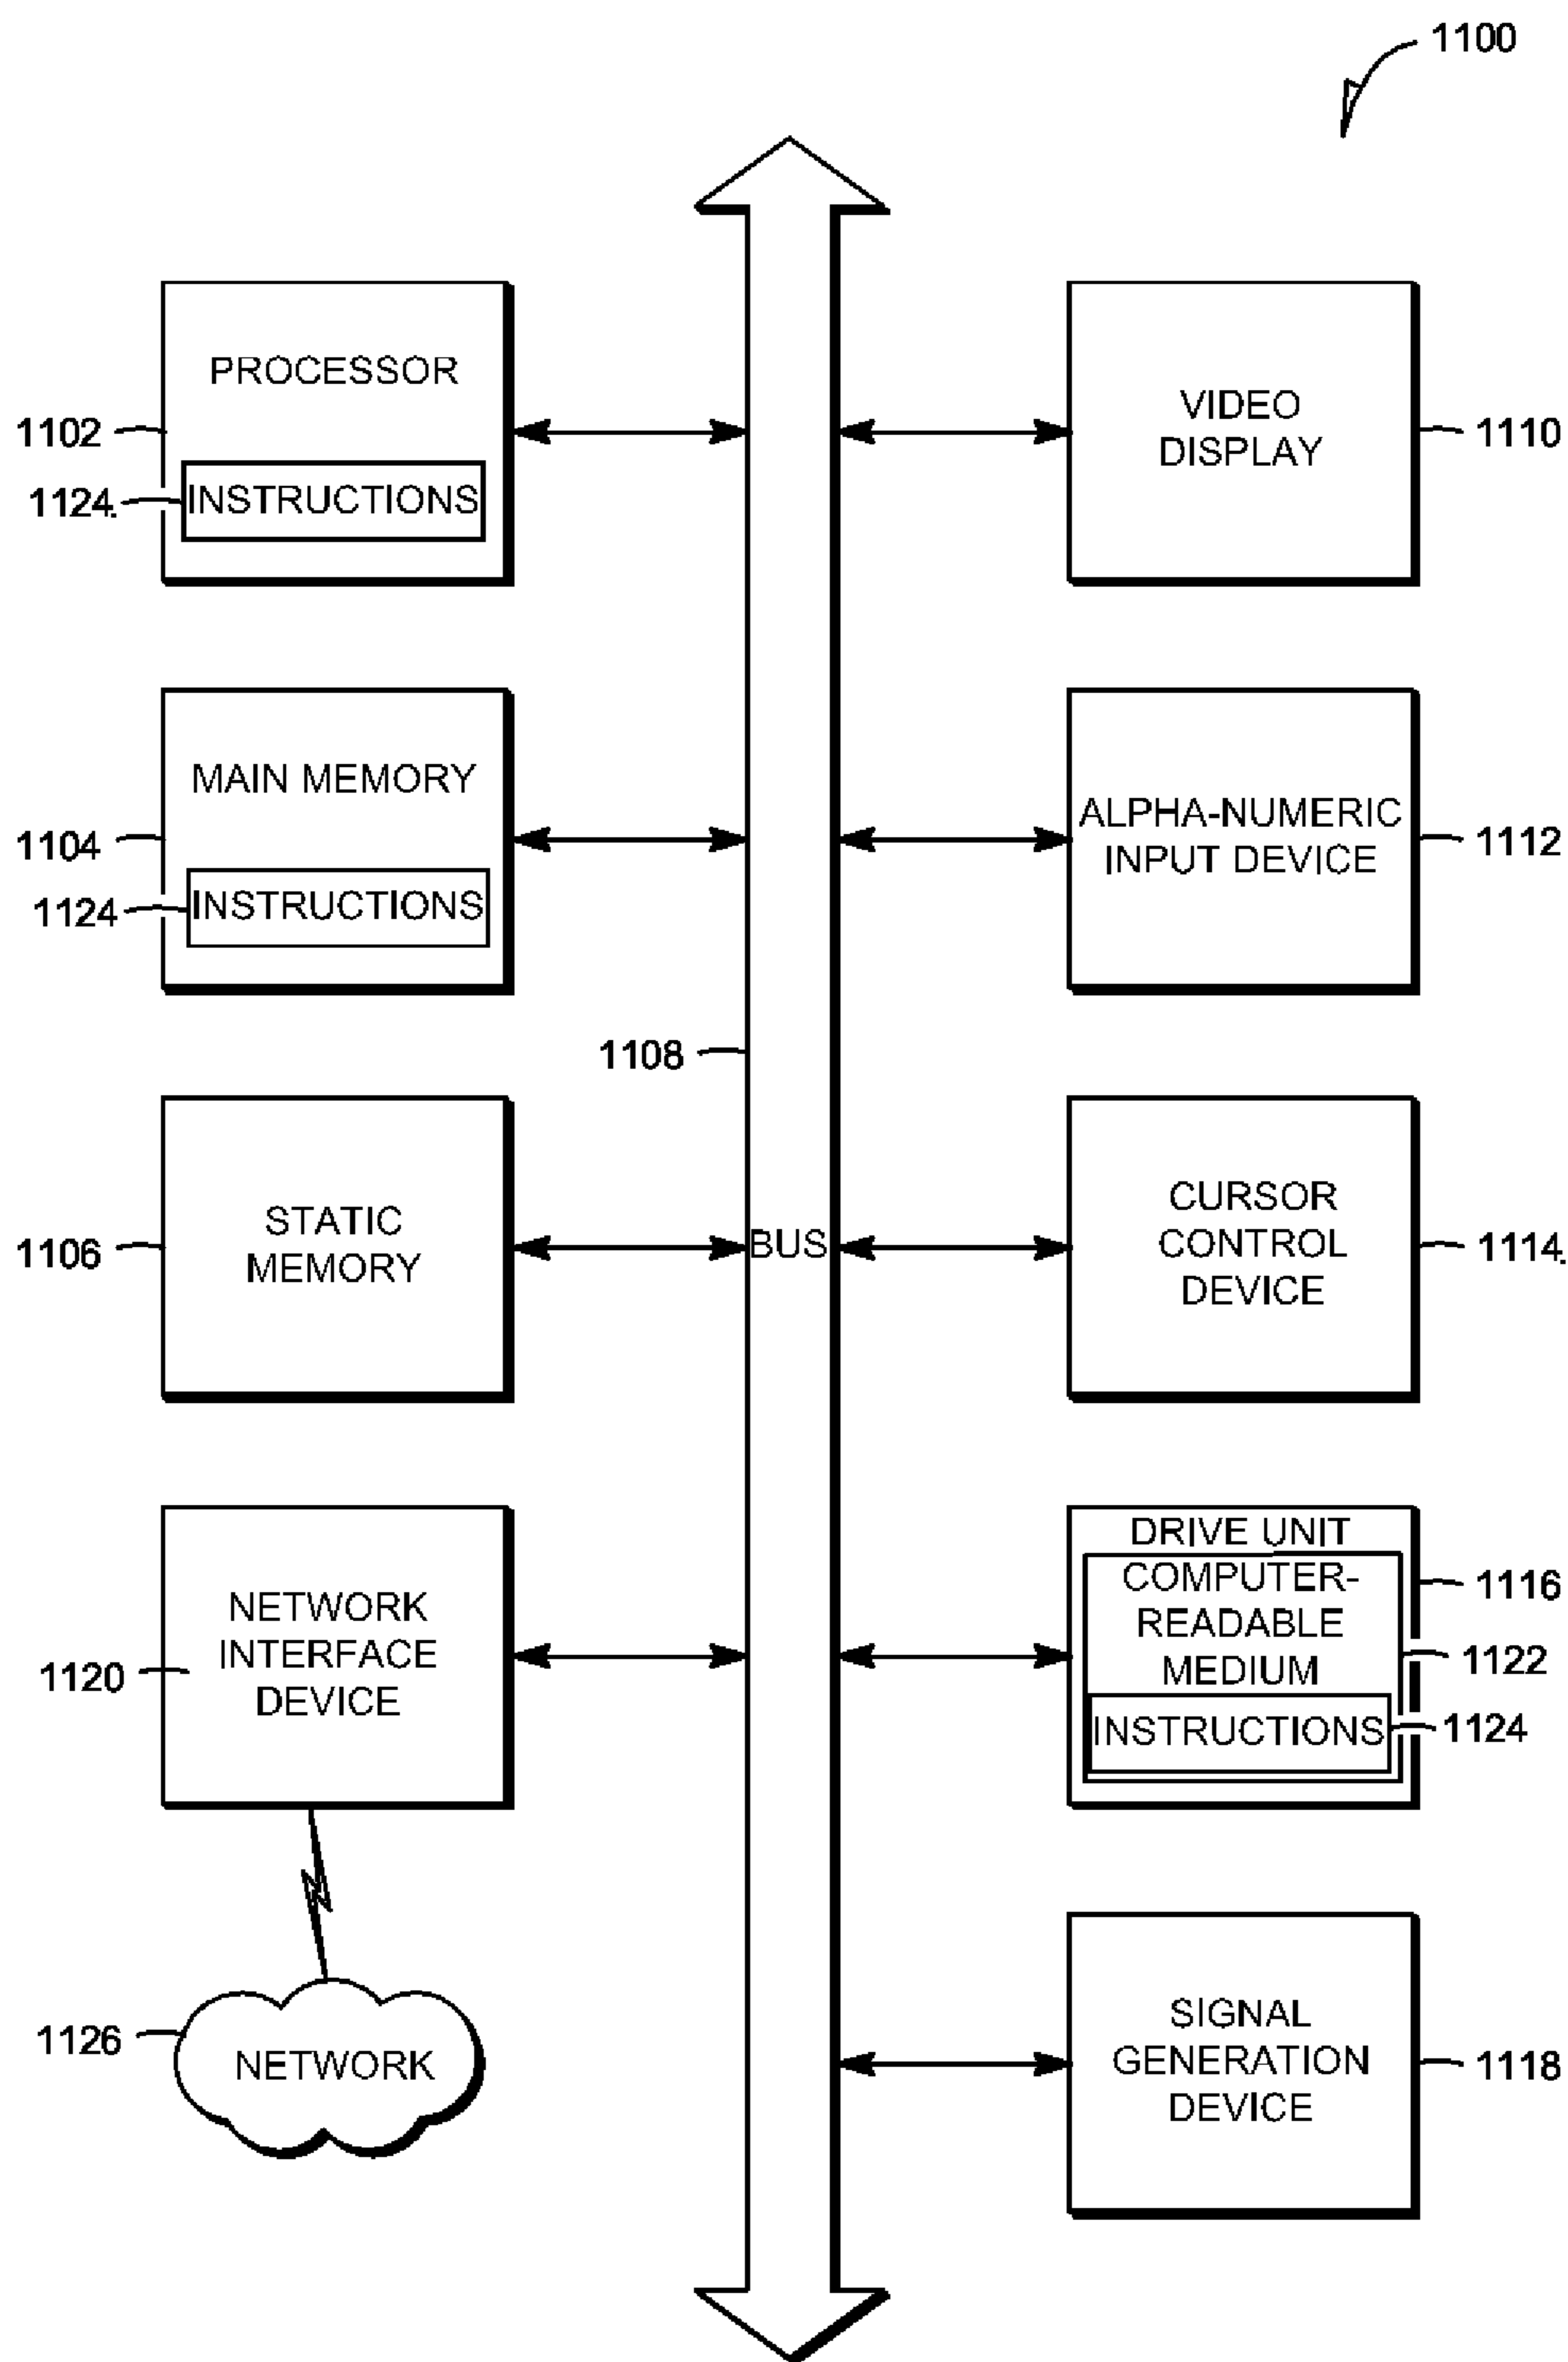 1100
PROCESSOR
1102
1124.
INSTRUCTIONS
VIDEO
DISPLAY
1110
MAIN MEMORY
1104
1124
INSTRUCTIONS
ALPHA-NUMERIC
INPUT DEVICE
1112
1108
STATIC
MEMORY
1106
BUS
CURSOR
CONTROL
DEVICE
1114.
NETWORK
INTERFACE
DEVICE
1120
DRIVE UNIT
COMPUTER-
READABLE
MEDIUM
INSTRUCTIONS
1116
1122
1124
1126
NETWORK
SIGNAL
GENERATION
DEVICE
1118